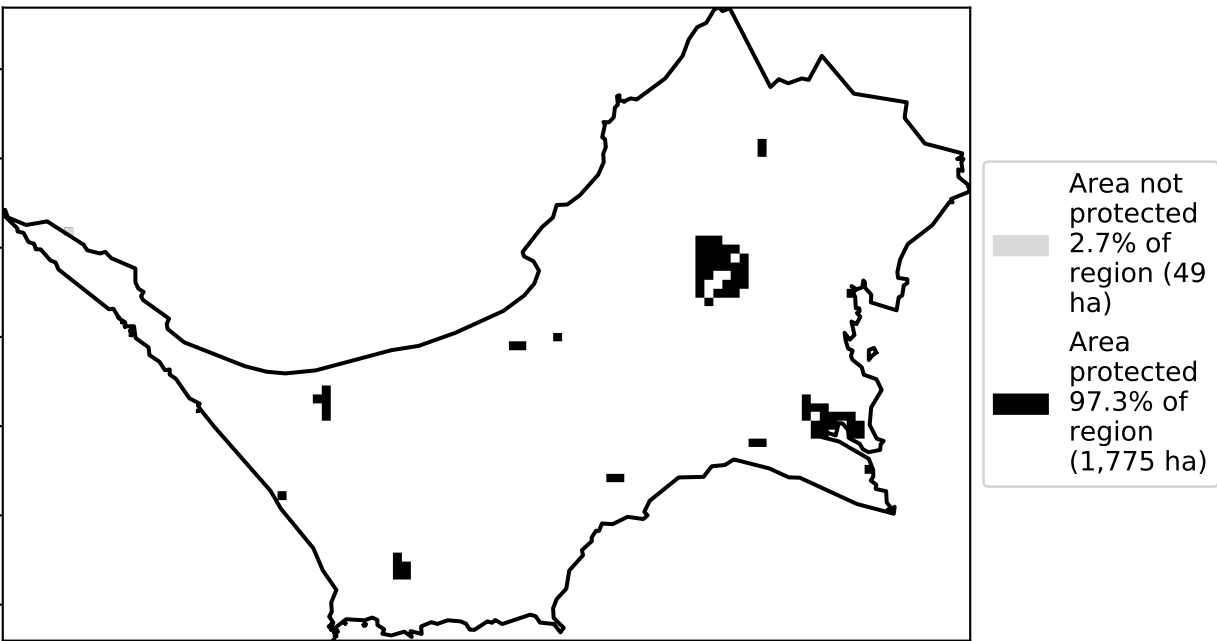 Area not
protected
2.7% of
region (49
ha)
Area
protected
97.3% of
region
(1,775 ha)